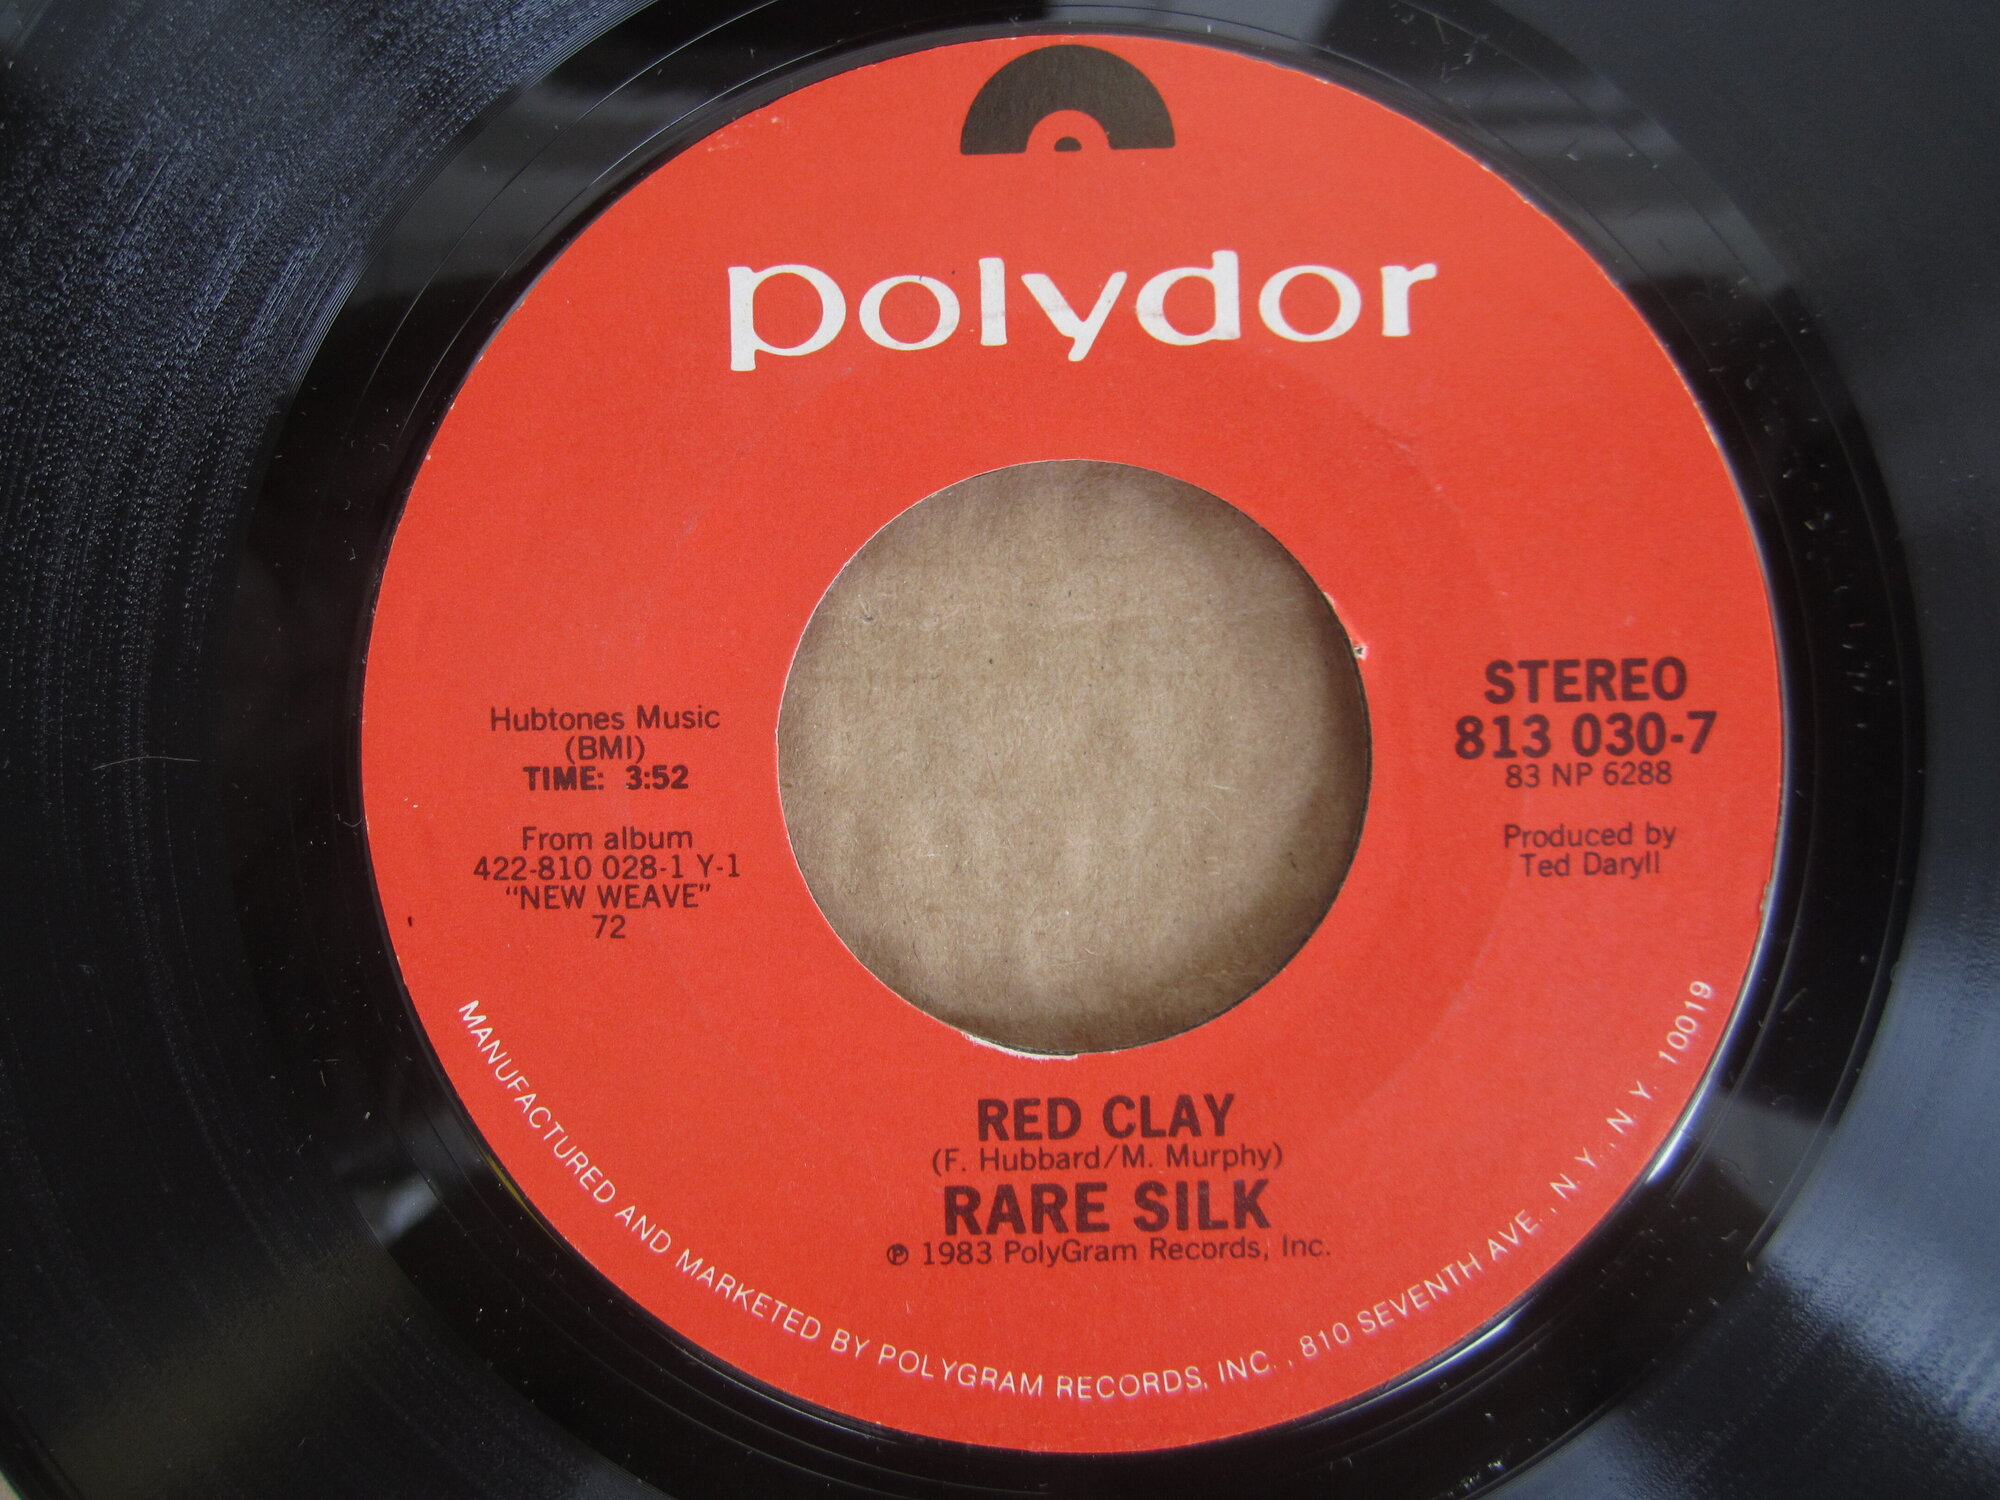 polydor
Hubtones Music
(BMI)
TIME: 3:52
From album
422-810 028-1 Y-1
"NEW WEAVE"
72
STEREO
813 030-7
83 NP 6288
Produced by
Ted Daryll
RED CLAY
(F. Hubbard/M. Murphy)
RARE SILK
℗ 1983 PolyGram Records, Inc.
MANUFACTURED AND MARKETED BY POLYGRAM RECORDS, INC., 810 SEVENTH AVE., N.Y., N.Y. 10019